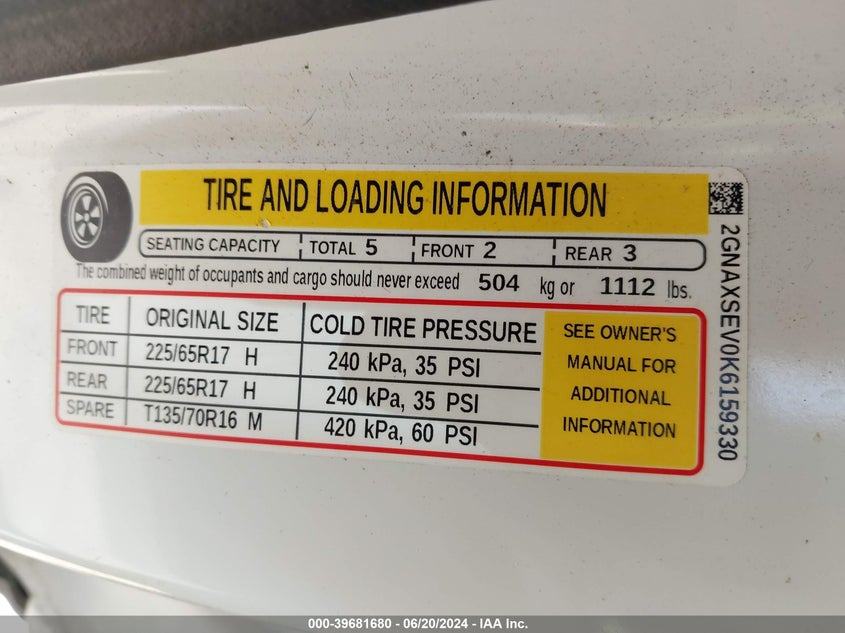 TIRE AND LOADING INFORMATION
SEATING CAPACITY TOTAL 5 FRONT 2 REAR 3
The combined weight of occupants and cargo should never exceed 504 kg or 1112 lbs.
TIRE ORIGINAL SIZE COLD TIRE PRESSURE
FRONT 225/65R17 H 240 kPa, 35 PSI
REAR 225/65R17 H 240 kPa, 35 PSI
SPARE T135/70R16 M 420 kPa, 60 PSI
SEE OWNER'S
MANUAL FOR
ADDITIONAL
INFORMATION
2GNAXSEV0K6159330
000-39681680 - 06/20/2024 - IAA Inc.